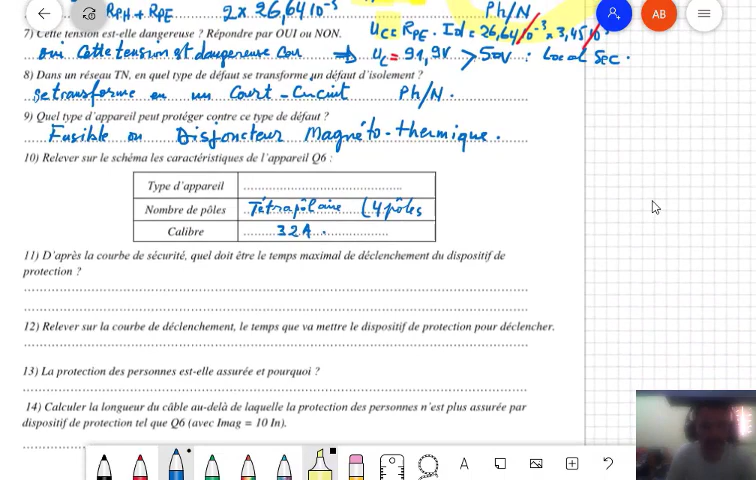 RPH + RPE 2 x 26,64 10⁻³ Ph/N
7) Cette tension est-elle dangereuse ? Répondre par OUI ou NON. Ucc RPE . Id = 26,64 10⁻³ x 3,45 10³
oui Cette tension est dangereuse Car ⇒ Uc = 91,9V > 50V : Local Sec .
8) Dans un réseau TN, en quel type de défaut se transforme un défaut d'isolement ?
se transforme en un Court-Circuit Ph/N.
9) Quel type d'appareil peut protéger contre ce type de défaut ?
Fusible ou Disjoncteur Magnéto-thermique.
10) Relever sur le schéma les caractéristiques de l'appareil Q6 :
Type d'appareil
Nombre de pôles Tétrapôlaire (4 pôles
Calibre 32A.
11) D'après la courbe de sécurité, quel doit être le temps maximal de déclenchement du dispositif de
protection ?
12) Relever sur la courbe de déclenchement, le temps que va mettre le dispositif de protection pour déclencher.
13) La protection des personnes est-elle assurée et pourquoi ?
14) Calculer la longueur du câble au-delà de laquelle la protection des personnes n'est plus assurée par
dispositif de protection tel que Q6 (avec Imag = 10 In).
AB
A